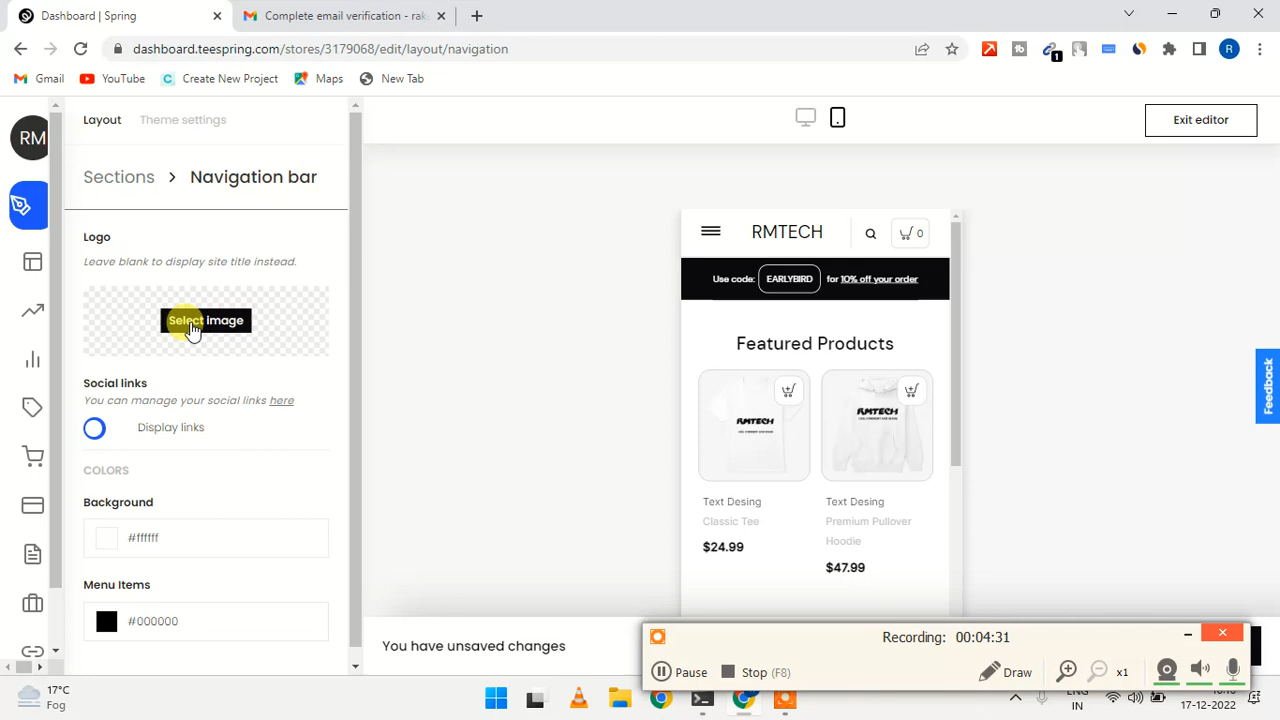 Dashboard | Spring
Complete email verification - rak
dashboard.teespring.com/stores/3179068/edit/layout/navigation
1
R
Gmail
YouTube
Create New Project
Maps
New Tab
RM
Layout
Theme settings
Exit editor
Sections > Navigation bar
Logo
Leave blank to display site title instead.
Select image
Social links
You can manage your social links here
Display links
COLORS
Background
#ffffff
Menu Items
#000000
RMTECH
0
Use code: EARLYBIRD for 10% off your order
Featured Products
RMTECH
RMTECH
Text Desing
Classic Tee
$24.99
Text Desing
Premium Pullover
Hoodie
$47.99
Feedback
You have unsaved changes
Recording: 00:04:31
Pause
Stop (F8)
Draw
x1
17°C
Fog
ENG
IN
17-12-2022